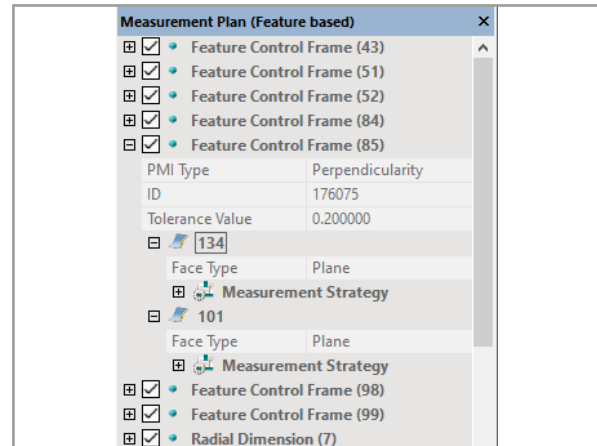 Measurement Plan (Feature based)
Feature Control Frame (43)
Feature Control Frame (51)
Feature Control Frame (52)
Feature Control Frame (84)
Feature Control Frame (85)
PMI Type Perpendicularity
ID 176075
Tolerance Value 0.200000
134
Face Type Plane
Measurement Strategy
101
Face Type Plane
Measurement Strategy
Feature Control Frame (98)
Feature Control Frame (99)
Radial Dimension (7)